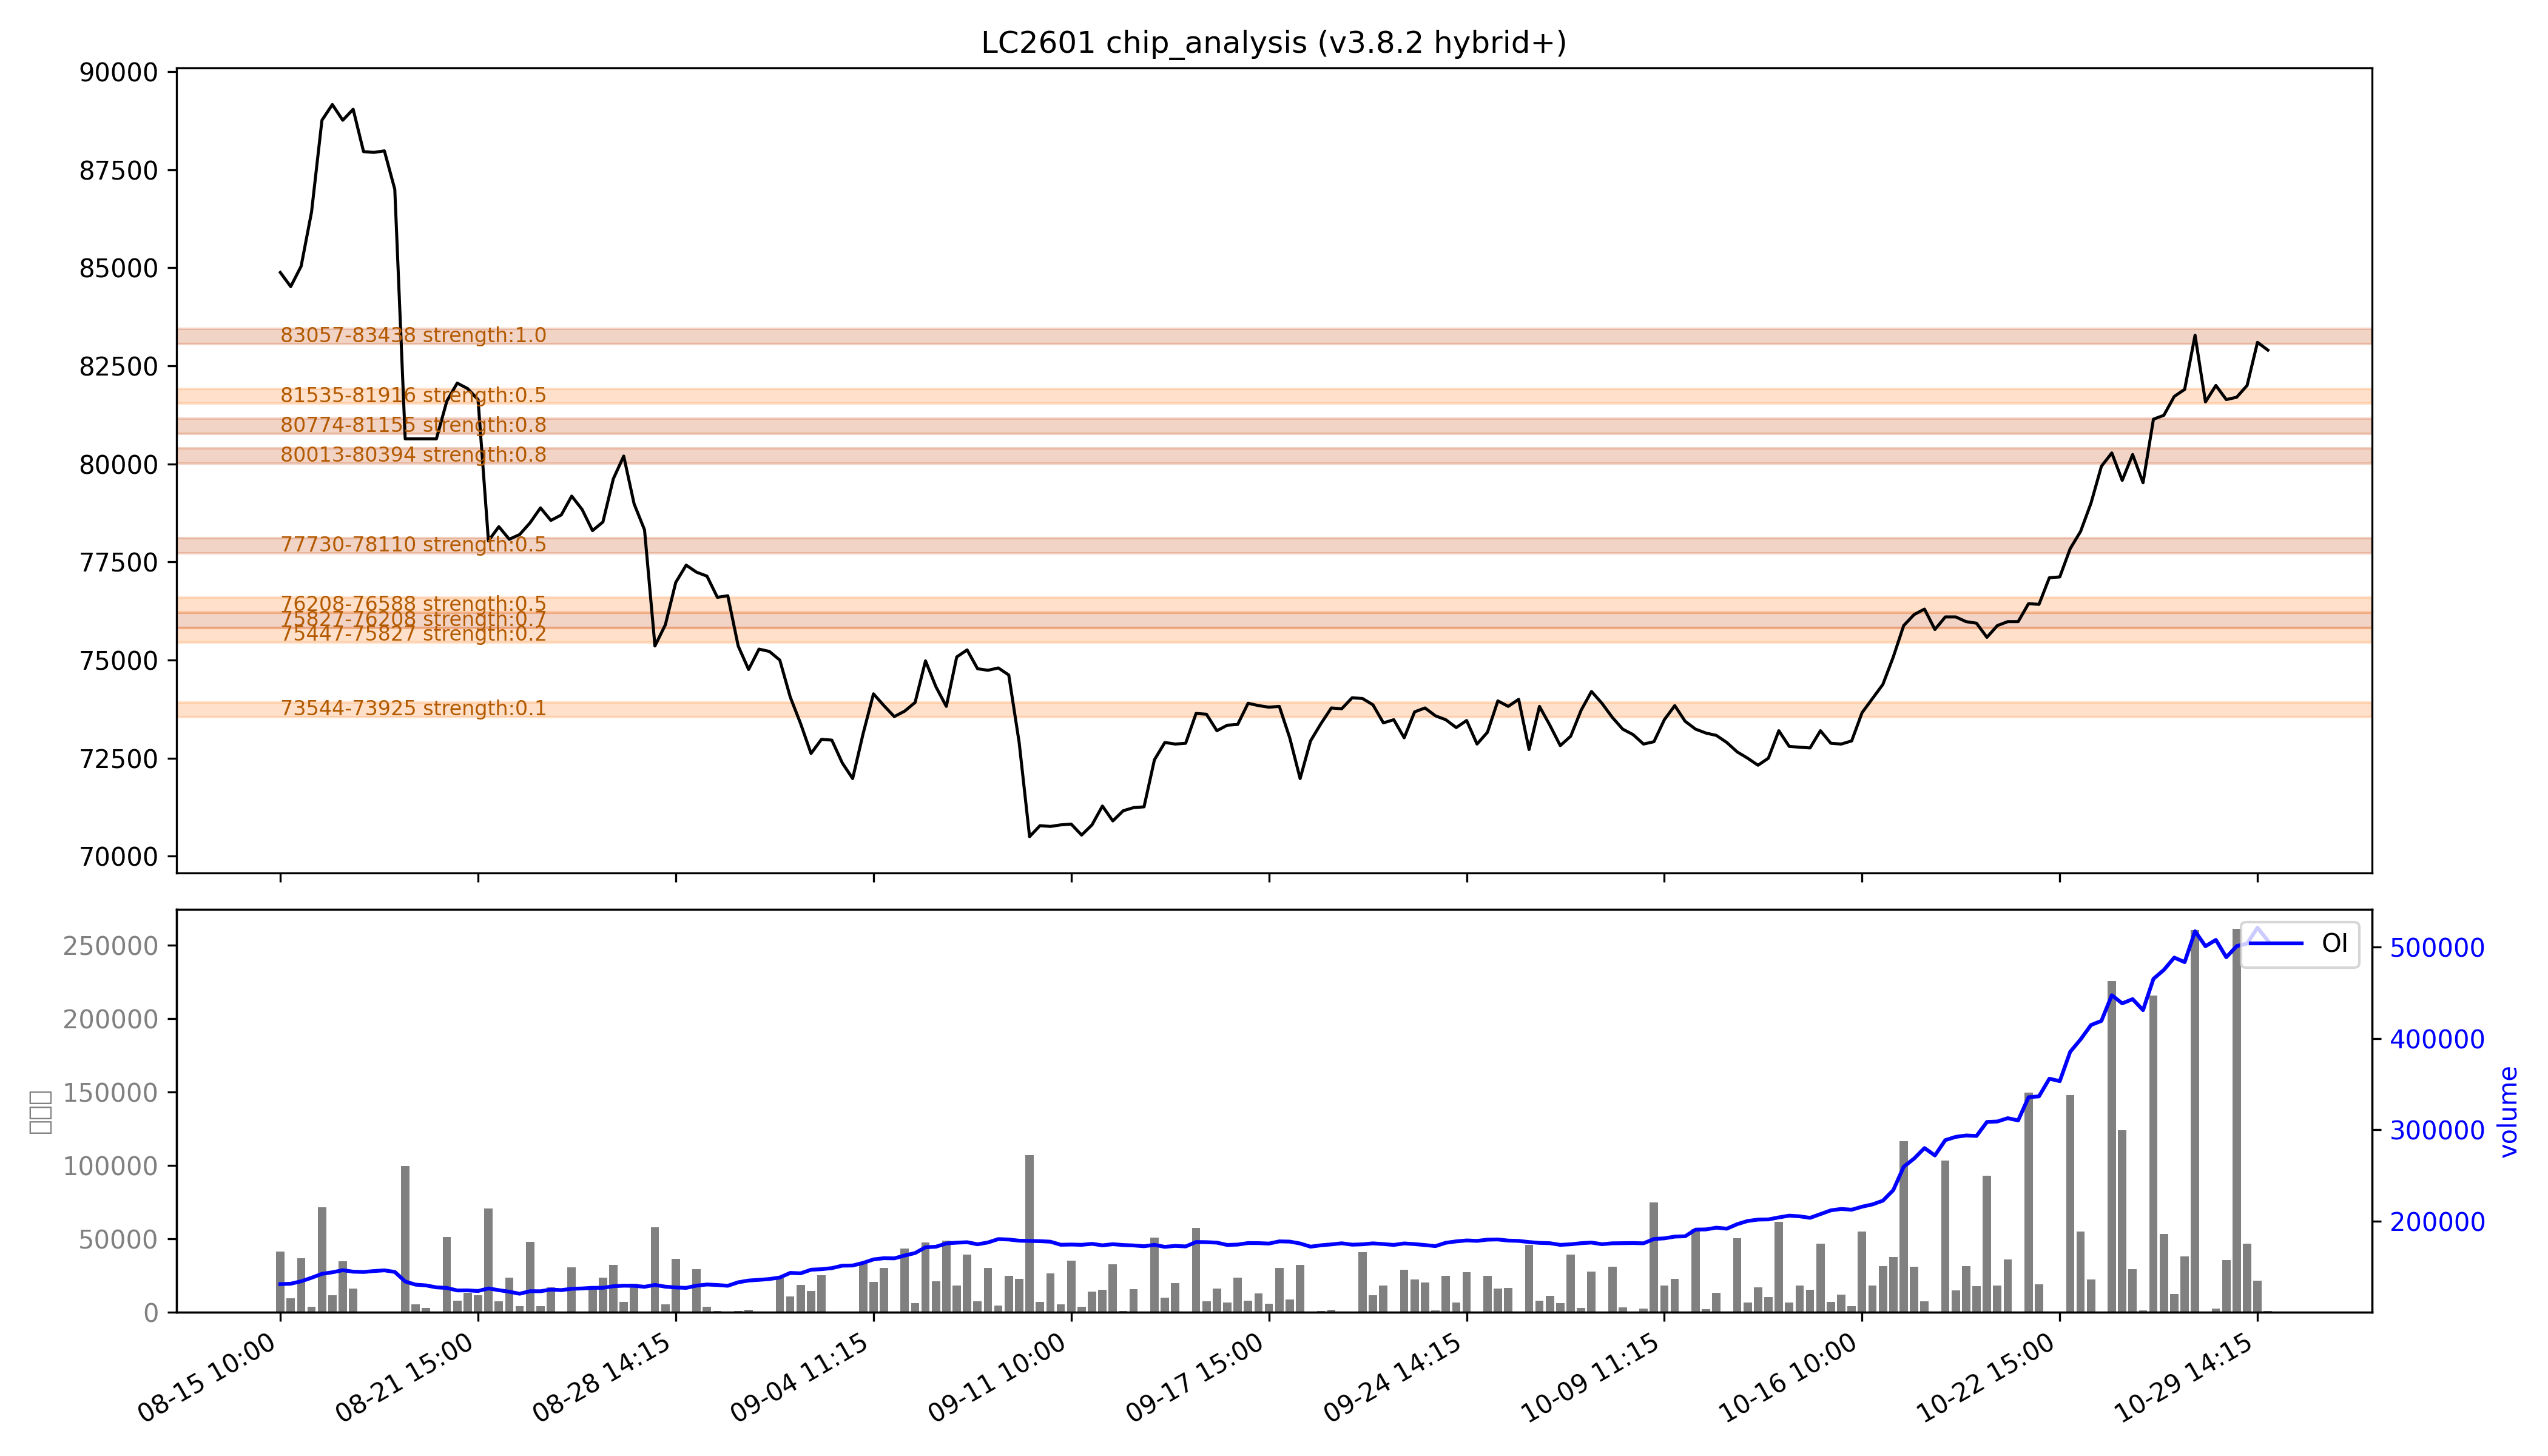 LC2601 chip_analysis (v3.8.2 hybrid+)
90000
87500
85000
82500
80000
77500
75000
72500
70000
83057-83438 strength:1.0
81535-81916 strength:0.5
80774-81155 strength:0.8
80013-80394 strength:0.8
77730-78110 strength:0.5
76208-76588 strength:0.5
75827-76208 strength:0.7
75447-75827 strength:0.2
73544-73925 strength:0.1
250000
200000
150000
100000
50000
0
OI
500000
400000
300000
200000
volume
08-15 10:00
08-21 15:00
08-28 14:15
09-04 11:15
09-11 10:00
09-17 15:00
09-24 14:15
10-09 11:15
10-16 10:00
10-22 15:00
10-29 14:15